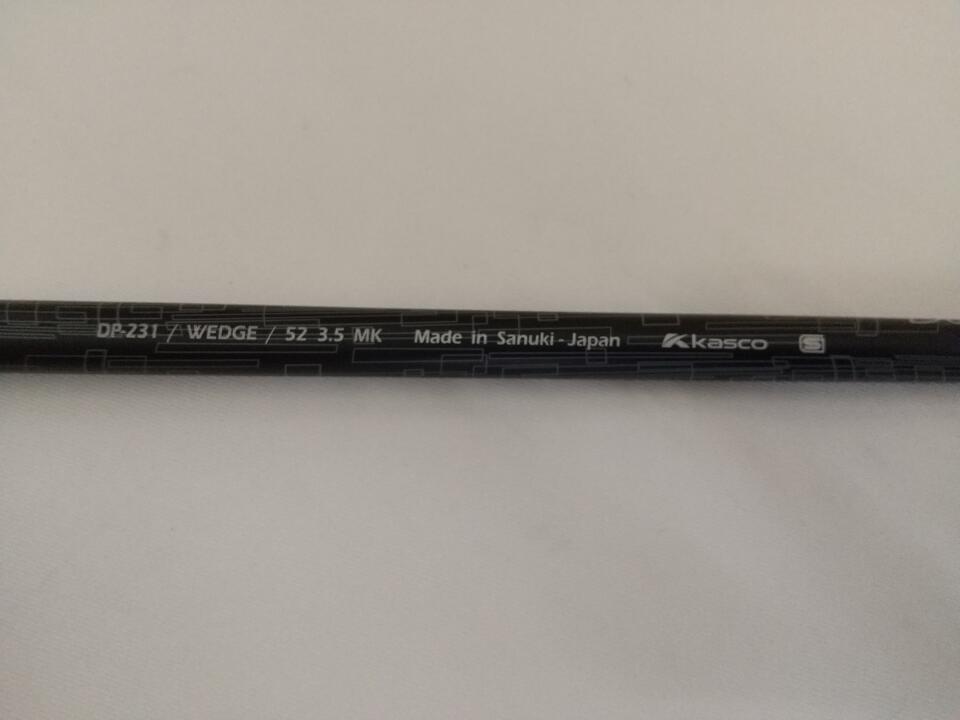 DP-231 / WEDGE / 52 3.5 MK Made in Sanuki - Japan Kasco S